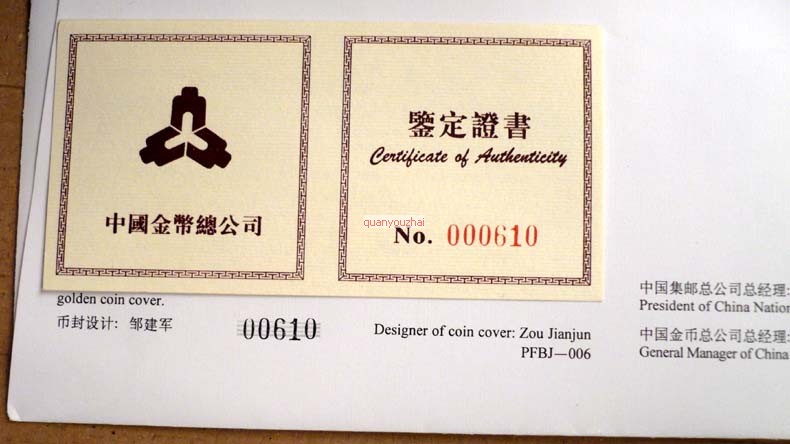 中國金幣總公司
鑒定證書
Certificate of Authenticity
quanyouzhai
No. 000610
golden coin cover.
币封设计：邹建军
00610
Designer of coin cover: Zou Jianjun
PFBJ—006
中国集邮总公司总经理:
President of China Nation
中国金币总公司总经理:
General Manager of China